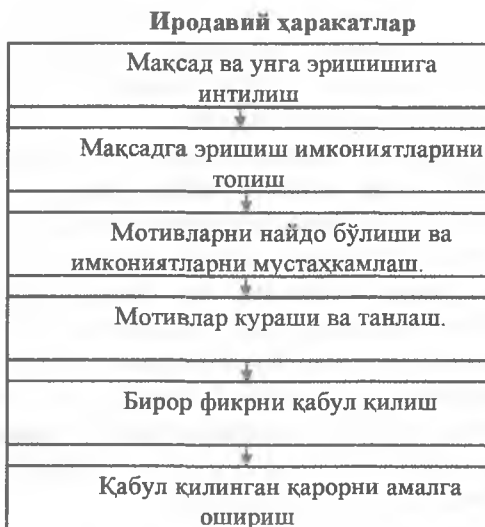 Иродавий ҳаракатлар
Мақсад ва унга эришишига
интилиш
Мақсадга эришиш имкониятларини
топиш
Мотивларни найдо бўлиши ва
имкониятларни мустаҳкамлаш.
Мотивлар кураши ва танлаш.
Бирор фикрни қабул қилиш
Қабул қилинган қарорни амалга
ошириш